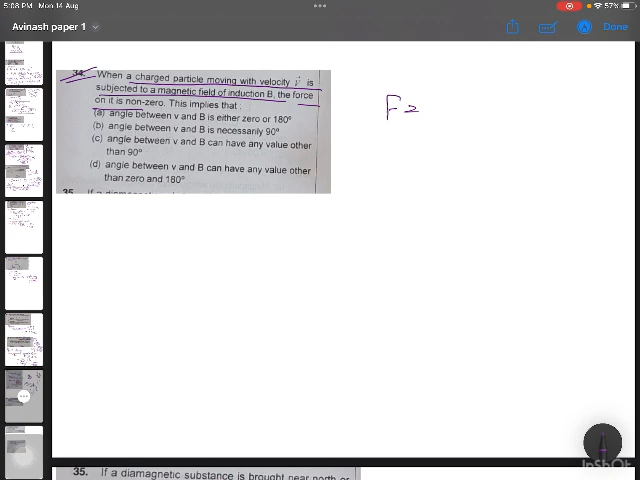 5:08 PM Mon 14 Aug
57%
Avinash paper 1
Done
34. When a charged particle moving with velocity v⃗ is
subjected to a magnetic field of induction B, the force
on it is non-zero. This implies that :
(a) angle between v and B is either zero or 180°
(b) angle between v and B is necessarily 90°
(c) angle between v and B can have any value other
than 90°
(d) angle between v and B can have any value other
than zero and 180°
F =
35. If a diamagnetic substance is brought near north or
InShOt